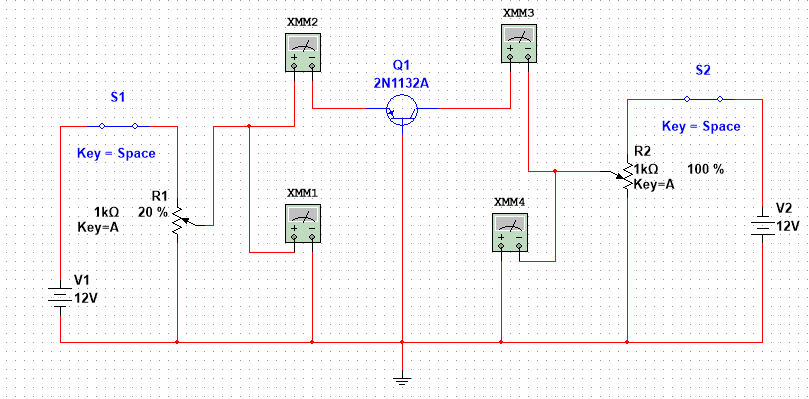 XMM2
XMM3
Q1
2N1132A
S1
Key = Space
S2
Key = Space
R1
1kΩ 20 %
Key=A
XMM1
XMM4
R2
1kΩ 100 %
Key=A
V1
12V
V2
12V